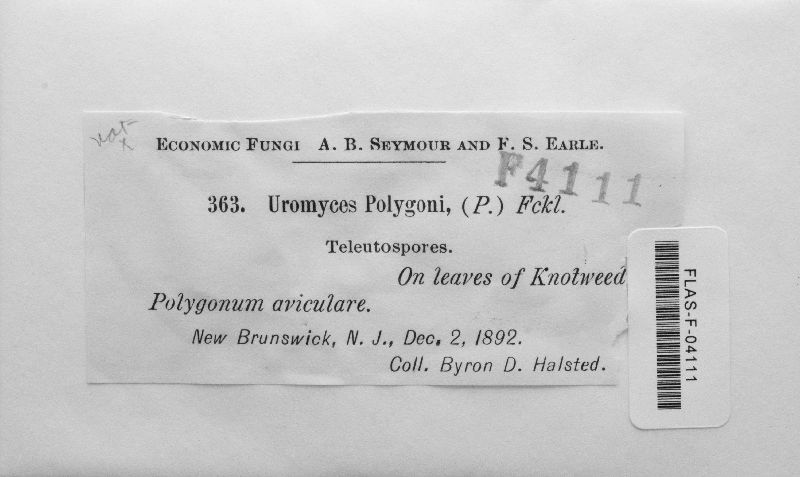 Economic Fungi A. B. Seymour and F. S. Earle.
F4111
363. Uromyces Polygoni, (P.) Fckl.
Teleutospores.
On leaves of Knotweed
Polygonum aviculare.
New Brunswick, N. J., Dec. 2, 1892.
Coll. Byron D. Halsted.
FLAS-F-04111